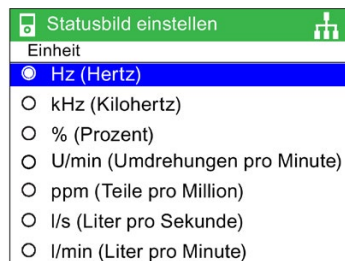 Statusbild einstellen
Einheit
Hz (Hertz)
kHz (Kilohertz)
% (Prozent)
U/min (Umdrehungen pro Minute)
ppm (Teile pro Million)
l/s (Liter pro Sekunde)
l/min (Liter pro Minute)